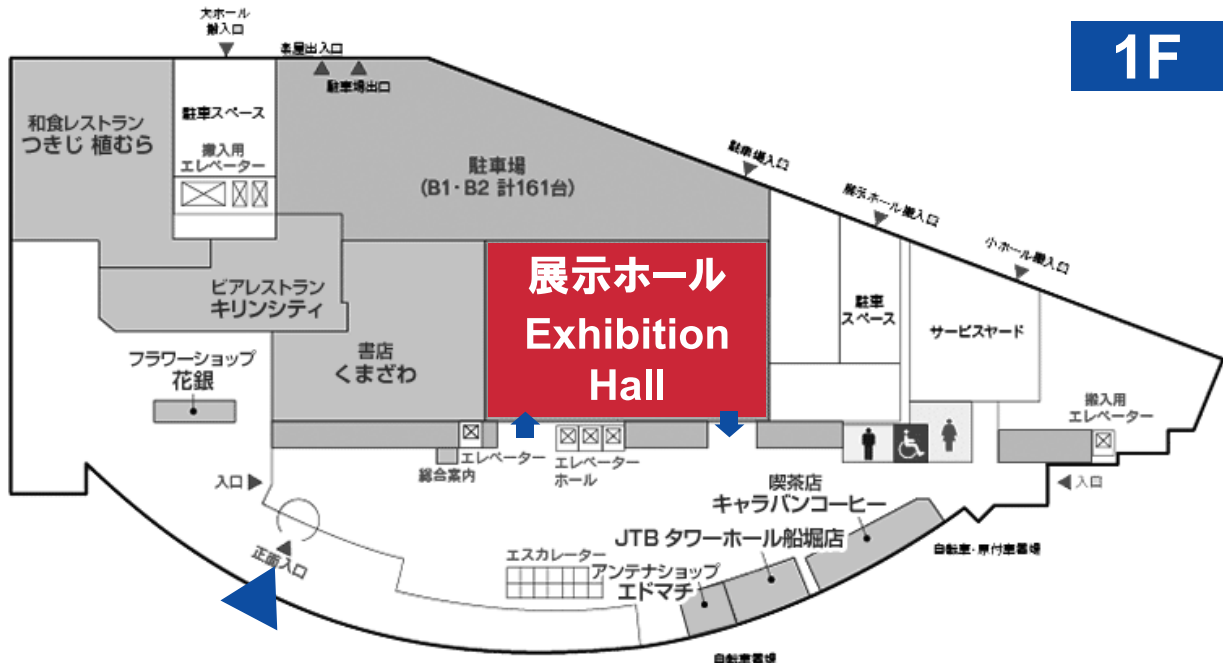 1F
大ホール
搬入口
車屋出入口
駐車場出口
和食レストラン
つきじ 植むら
駐車スペース
搬入用
エレベーター
駐車場
(B1・B2 計161台)
駐車場入口
展示ホール搬入口
小ホール搬入口
展示ホール
Exhibition
Hall
ビアレストラン
キリンシティ
書店
くまざわ
駐車
スペース
サービスヤード
フラワーショップ
花銀
搬入用
エレベーター
エレベーター
総合案内
エレベーター
ホール
入口
入口
喫茶店
キャラバンコーヒー
JTB タワーホール船堀店
アンテナショップ
エドマチ
エスカレーター
正面入口
自転車・原付車置場
自転車置場